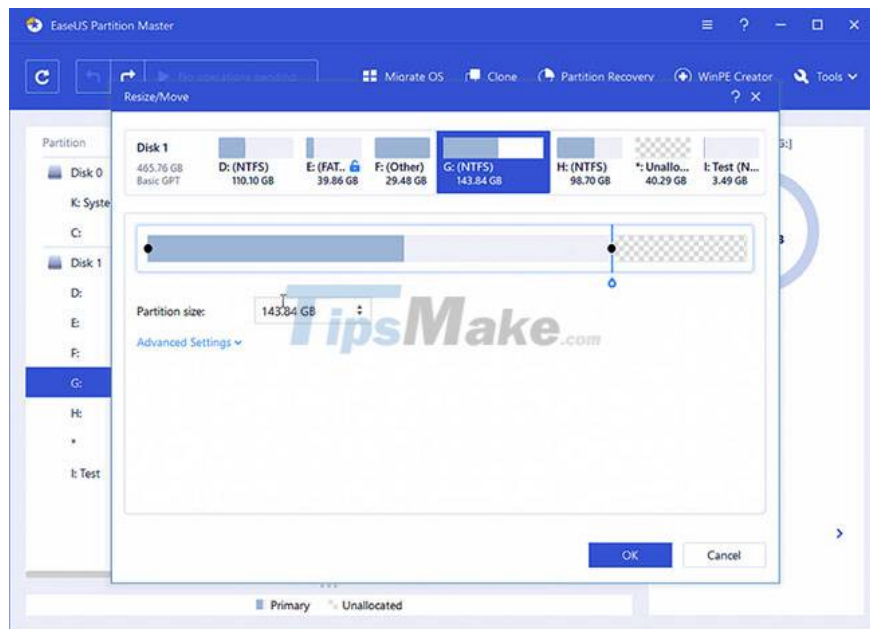 EaseUS Partition Master
No operations pending
Migrate OS
Clone
Partition Recovery
WinPE Creator
Tools
Resize/Move
Partition
Disk 0
K: Syste
C:
Disk 1
D:
E:
F:
G:
H:
*
I: Test
Disk 1
465.76 GB
Basic GPT
D: (NTFS)
110.10 GB
E: (FAT..
39.86 GB
F: (Other)
29.48 GB
G: (NTFS)
143.84 GB
H: (NTFS)
98.70 GB
*: Unallo...
40.29 GB
I: Test (N...
3.49 GB
Partition size:
143.84 GB
Advanced Settings
TipsMake.com
OK
Cancel
Primary
Unallocated